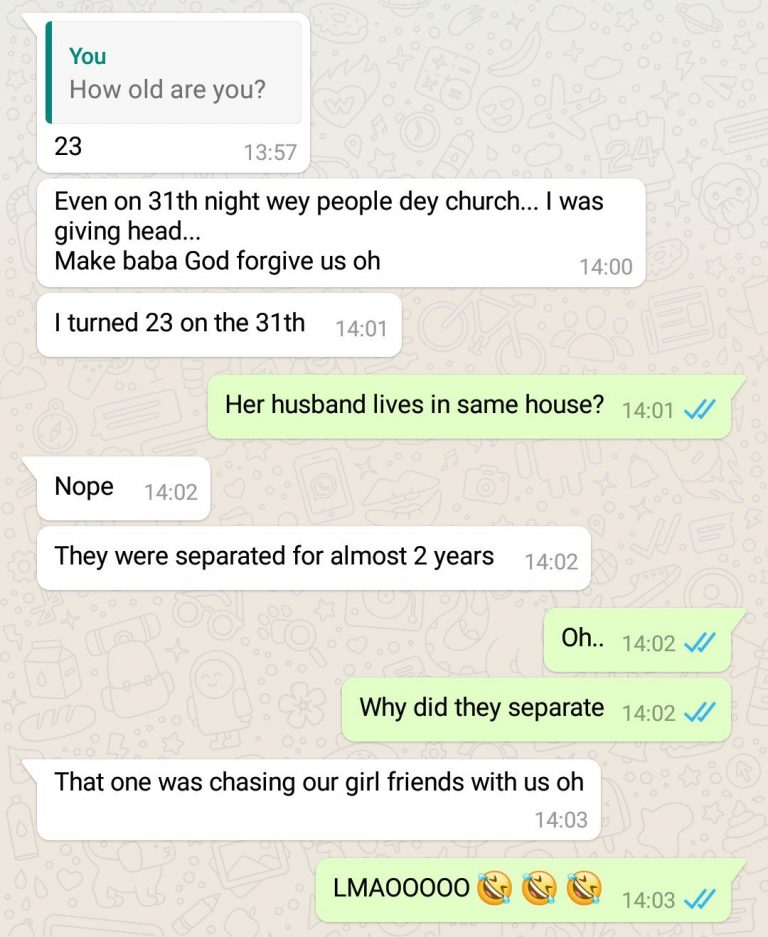 You
How old are you?
23
13:57
Even on 31th night wey people dey church... I was
giving head...
Make baba God forgive us oh
14:00
I turned 23 on the 31th 14:01
Her husband lives in same house? 14:01
Nope 14:02
They were separated for almost 2 years 14:02
Oh.. 14:02
Why did they separate 14:02
That one was chasing our girl friends with us oh
14:03
LMAOOOOO 🤣 🤣 🤣 14:03